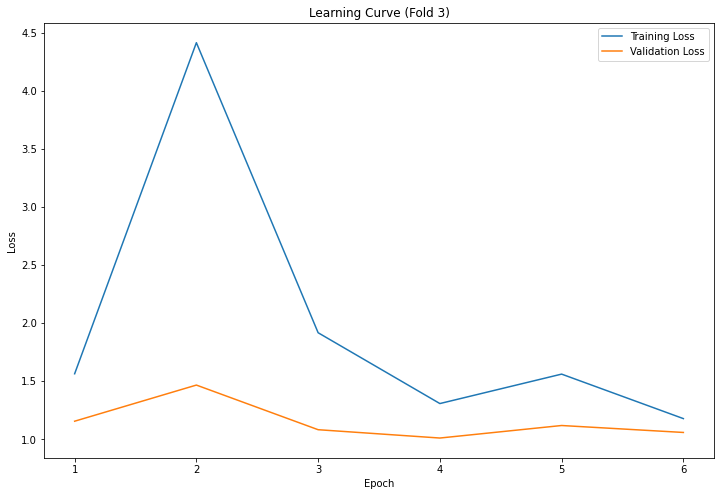 Learning Curve (Fold 3)
Training Loss
Validation Loss
4.5
4.0
3.5
3.0
2.5
2.0
1.5
1.0
Loss
1 2 3 4 5 6
Epoch